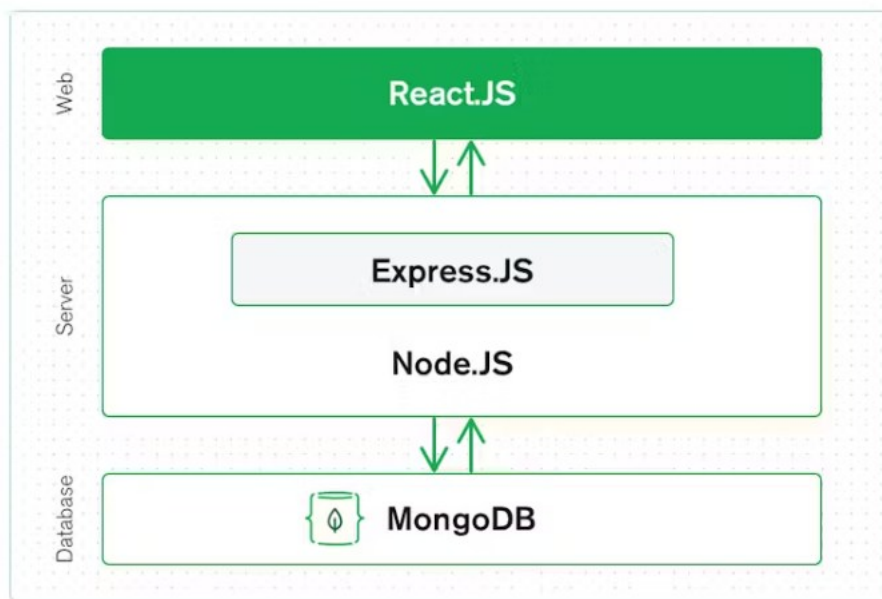 Web
React.JS
Server
Express.JS
Node.JS
Database
MongoDB